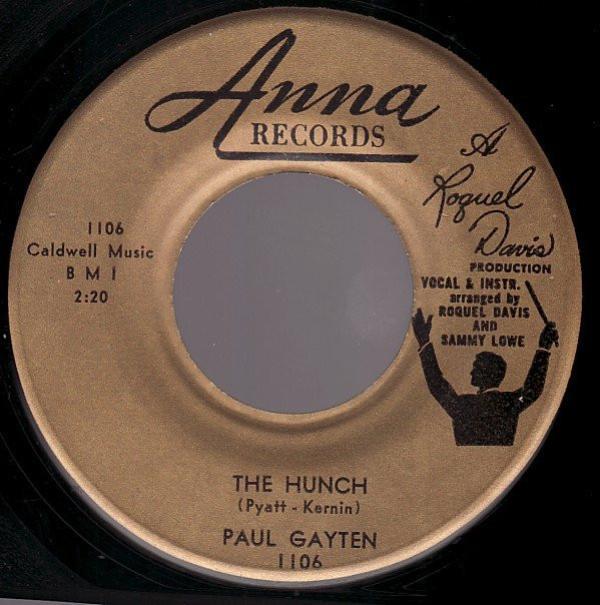 Anna
RECORDS
A
Roquel
Davis
PRODUCTION
VOCAL & INSTR.
arranged by
ROQUEL DAVIS
AND
SAMMY LOWE
1106
Caldwell Music
B M I
2:20
THE HUNCH
(Pyatt - Kernin)
PAUL GAYTEN
1106